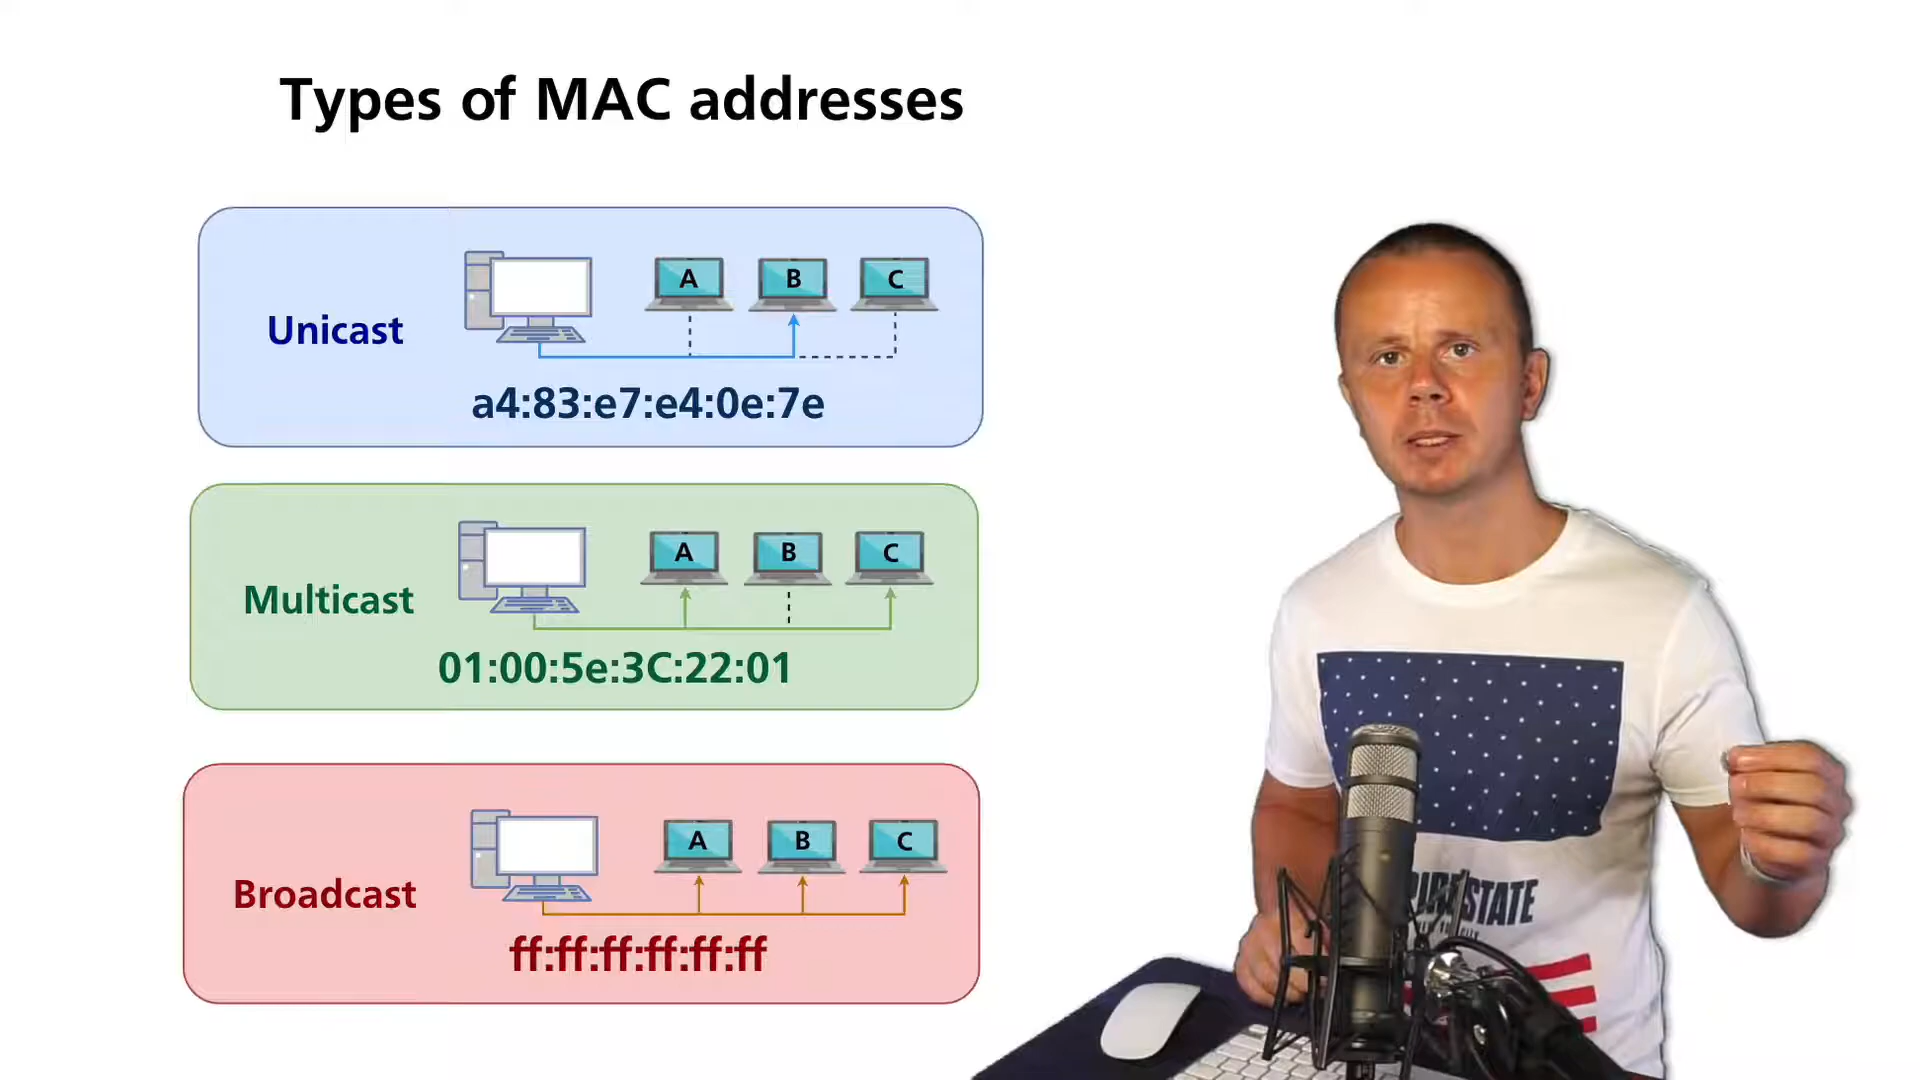 Types of MAC addresses
Unicast
A B C
a4:83:e7:e4:0e:7e
Multicast
A B C
01:00:5e:3C:22:01
Broadcast
A B C
ff:ff:ff:ff:ff:ff
STATE